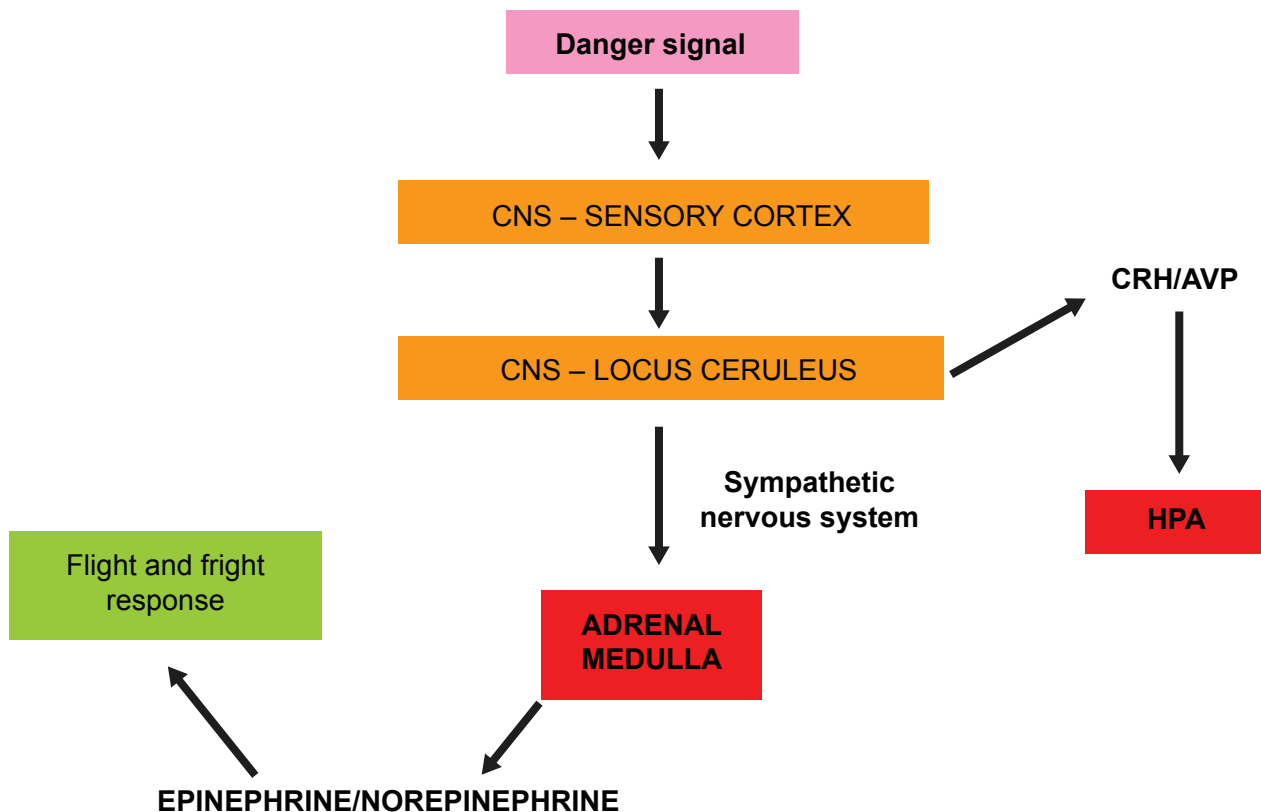 Danger signal
CNS – SENSORY CORTEX
CRH/AVP
CNS – LOCUS CERULEUS
Sympathetic
nervous system
HPA
Flight and fright
response
ADRENAL
MEDULLA
EPINEPHRINE/NOREPINEPHRINE